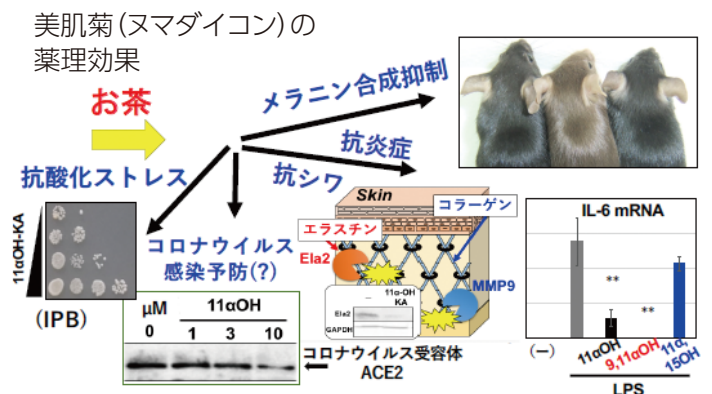 美肌菊(ヌマダイコン)の
薬理効果
お茶
メラニン合成抑制
抗炎症
抗シワ
抗酸化ストレス
コロナウイルス
感染予防(?)
11αOH-KA
(IPB)
μM 11αOH
0 1 3 10
コロナウイルス受容体
ACE2
Skin
コラーゲン
エラスチン
Ela2
MMP9
− 11α-OH
KA
Ela2
GAPDH
IL-6 mRNA
**
**
(−) 11αOH 9,11αOH 11α,
15OH
LPS